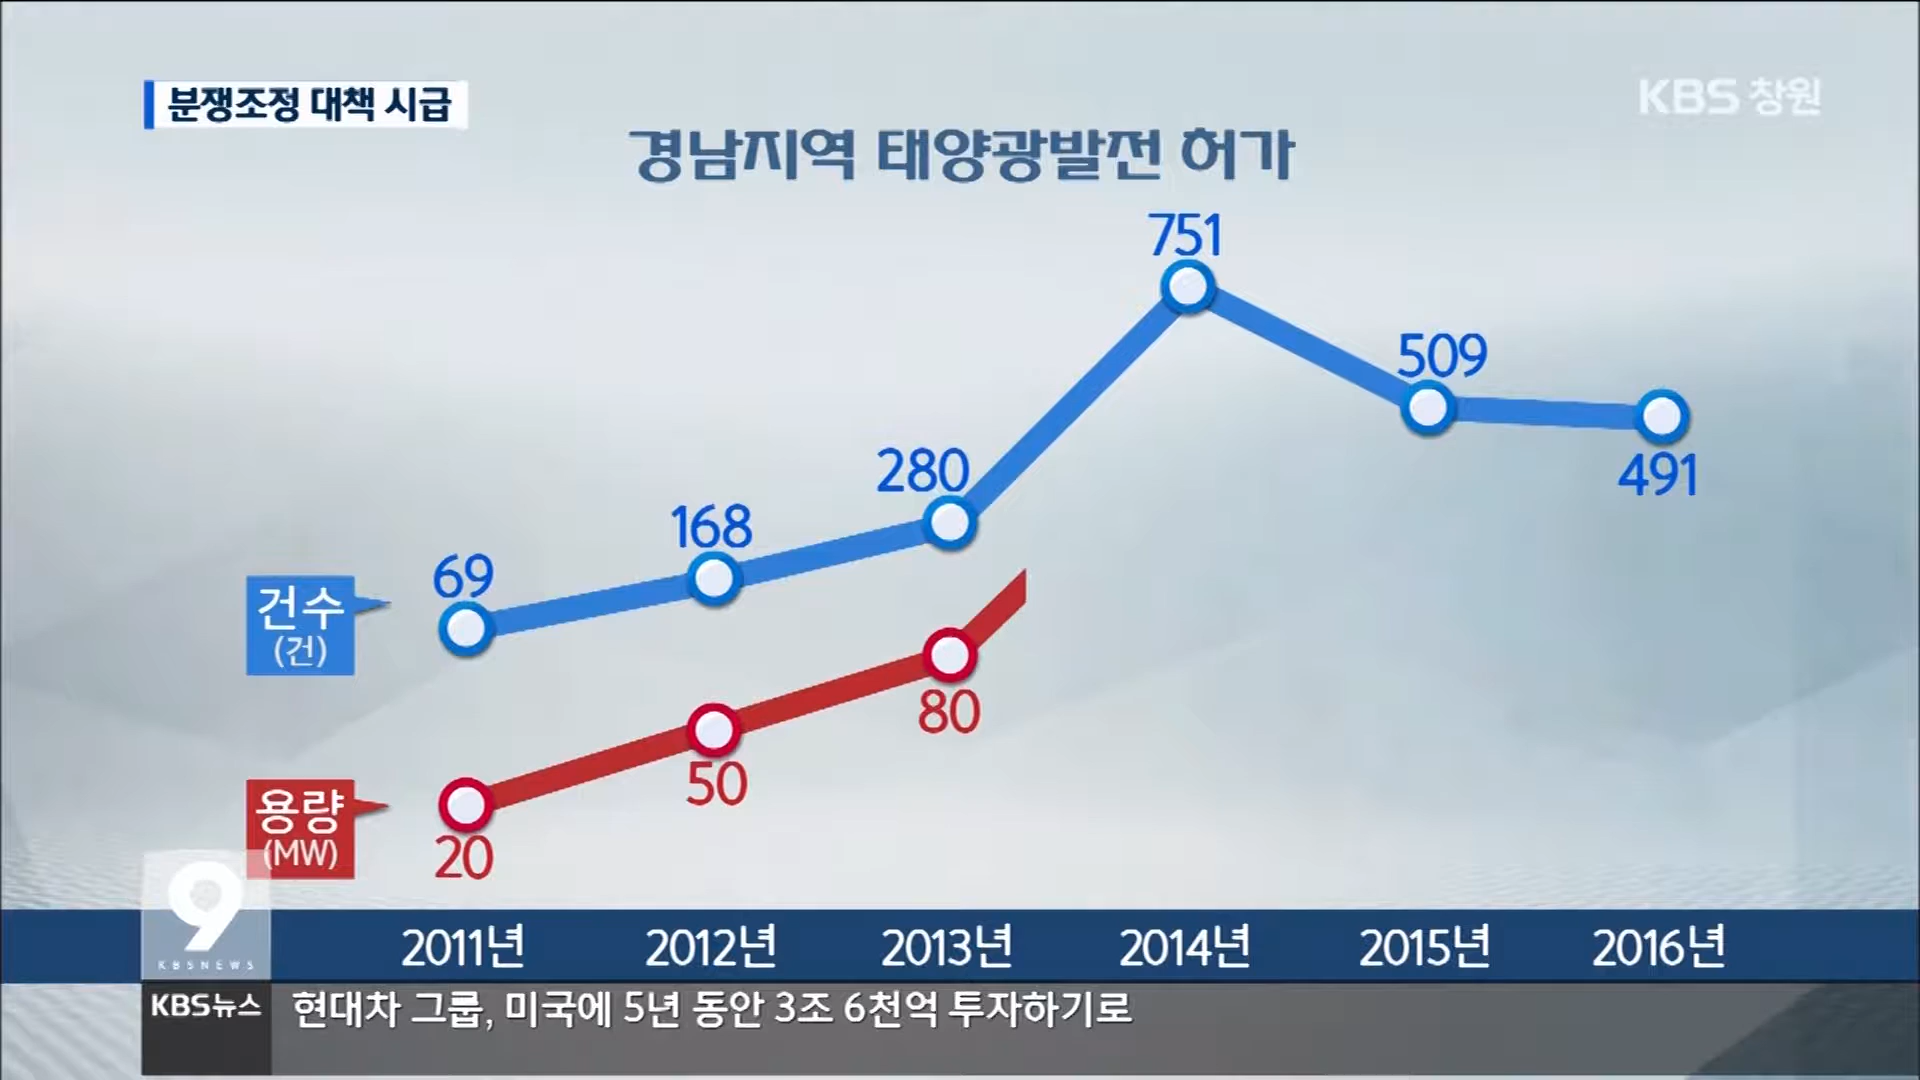 분쟁조정 대책 시급
KBS 창원
경남지역 태양광발전 허가
751
509
491
280
168
69
건수
(건)
80
50
20
용량
(MW)
9
KBSNEWS
2011년 2012년 2013년 2014년 2015년 2016년
KBS뉴스
현대차 그룹, 미국에 5년 동안 3조 6천억 투자하기로